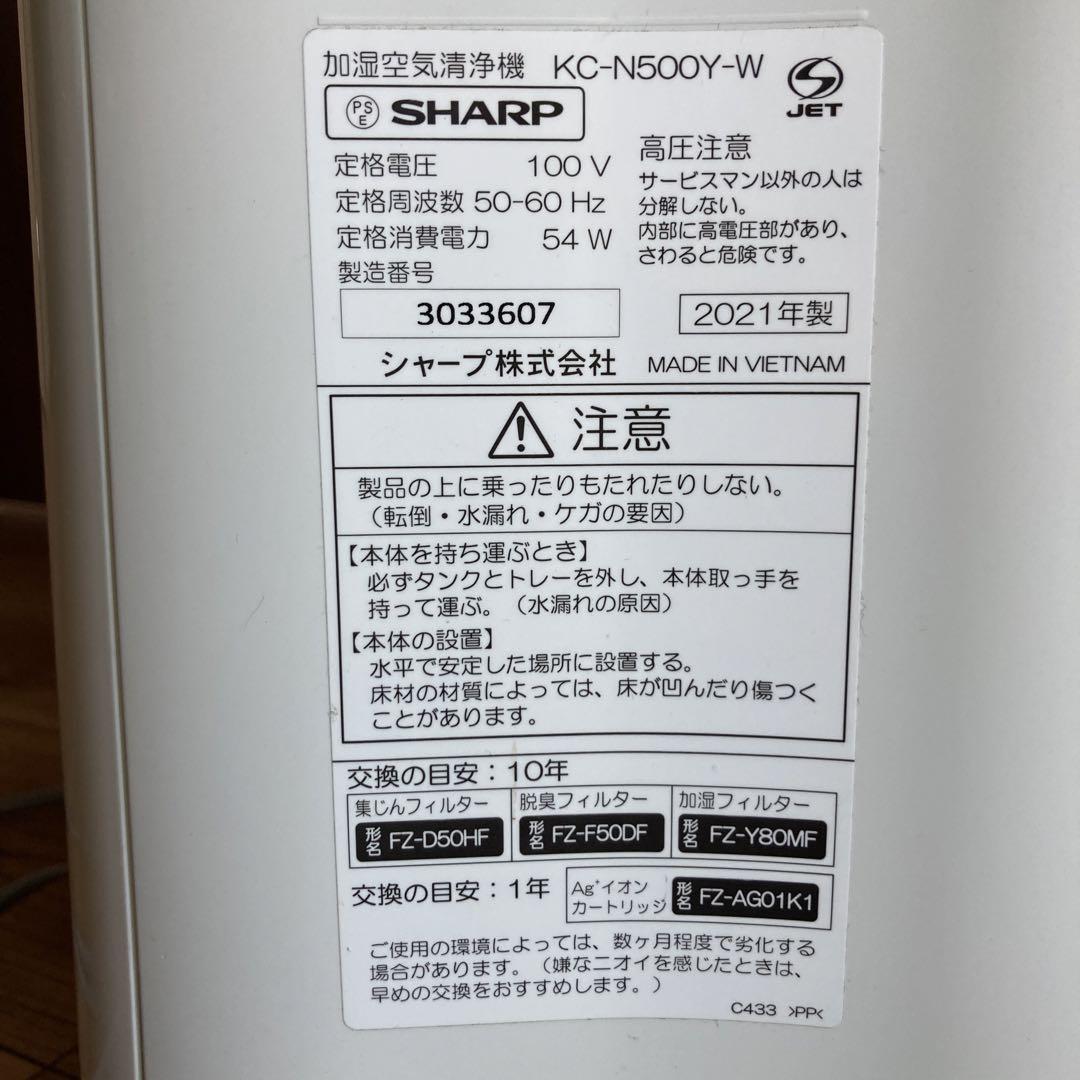 加湿空気清浄機 KC-N500Y-W
JET
PS
E
SHARP
定格電圧 100 V
定格周波数 50-60 Hz
定格消費電力 54 W
製造番号
3033607
高圧注意
サービスマン以外の人は
分解しない。
内部に高電圧部があり、
さわると危険です。
2021年製
シャープ株式会社 MADE IN VIETNAM
注意
製品の上に乗ったりもたれたりしない。
（転倒・水漏れ・ケガの要因）
【本体を持ち運ぶとき】
必ずタンクとトレーを外し、本体取っ手を
持って運ぶ。（水漏れの原因）
【本体の設置】
水平で安定した場所に設置する。
床材の材質によっては、床が凹んだり傷つく
ことがあります。
交換の目安：10年
集じんフィルター
形名 FZ-D50HF
脱臭フィルター
形名 FZ-F50DF
加湿フィルター
形名 FZ-Y80MF
交換の目安：1年
Ag⁺イオン
カートリッジ
形名 FZ-AG01K1
ご使用の環境によっては、数ヶ月程度で劣化する
場合があります。（嫌なニオイを感じたときは、
早めの交換をおすすめします。）
C433 >PP<